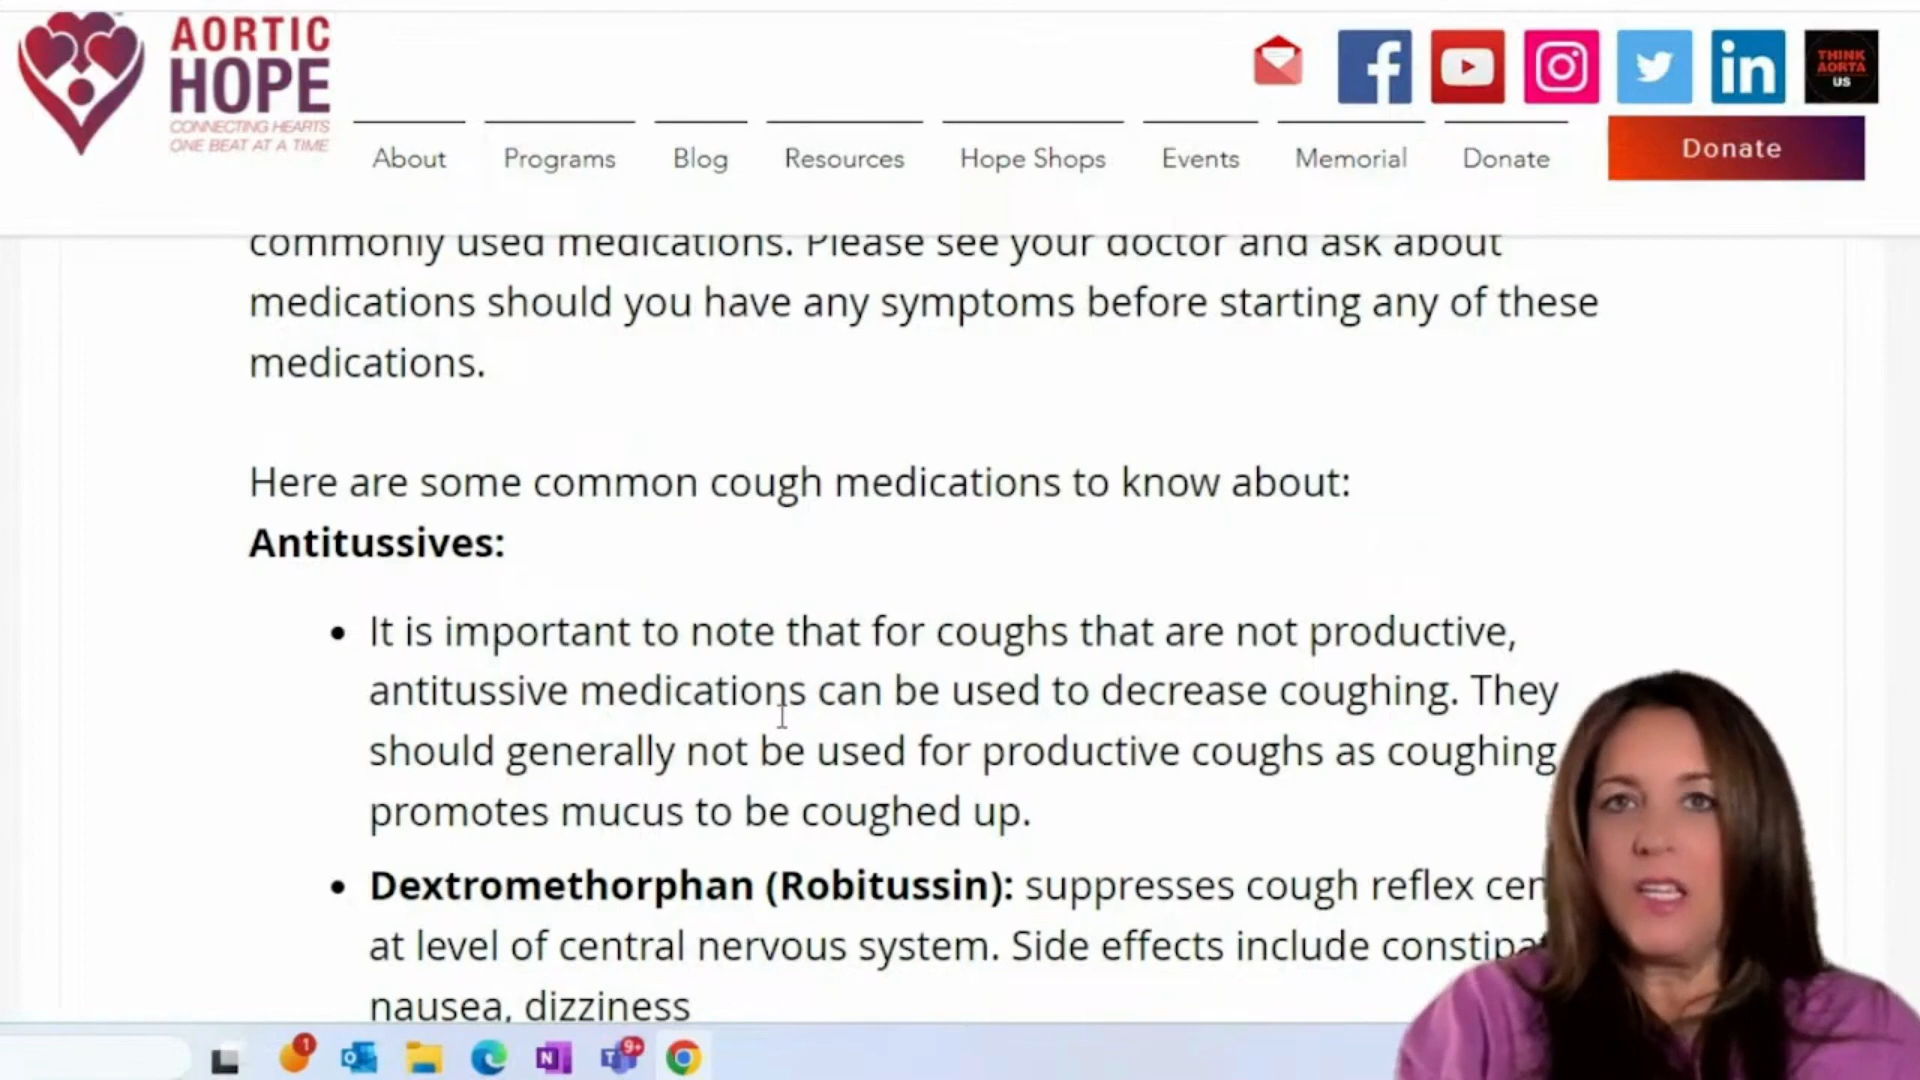 AORTIC
HOPE
CONNECTING HEARTS
ONE BEAT AT A TIME
THINK
AORTA
US
About Programs Blog Resources Hope Shops Events Memorial Donate Donate
commonly used medications. Please see your doctor and ask about
medications should you have any symptoms before starting any of these
medications.
Here are some common cough medications to know about:
Antitussives:
• It is important to note that for coughs that are not productive,
antitussive medications can be used to decrease coughing. They
should generally not be used for productive coughs as coughing
promotes mucus to be coughed up.
• Dextromethorphan (Robitussin): suppresses cough reflex cen
at level of central nervous system. Side effects include constipa
nausea, dizziness
1
9+